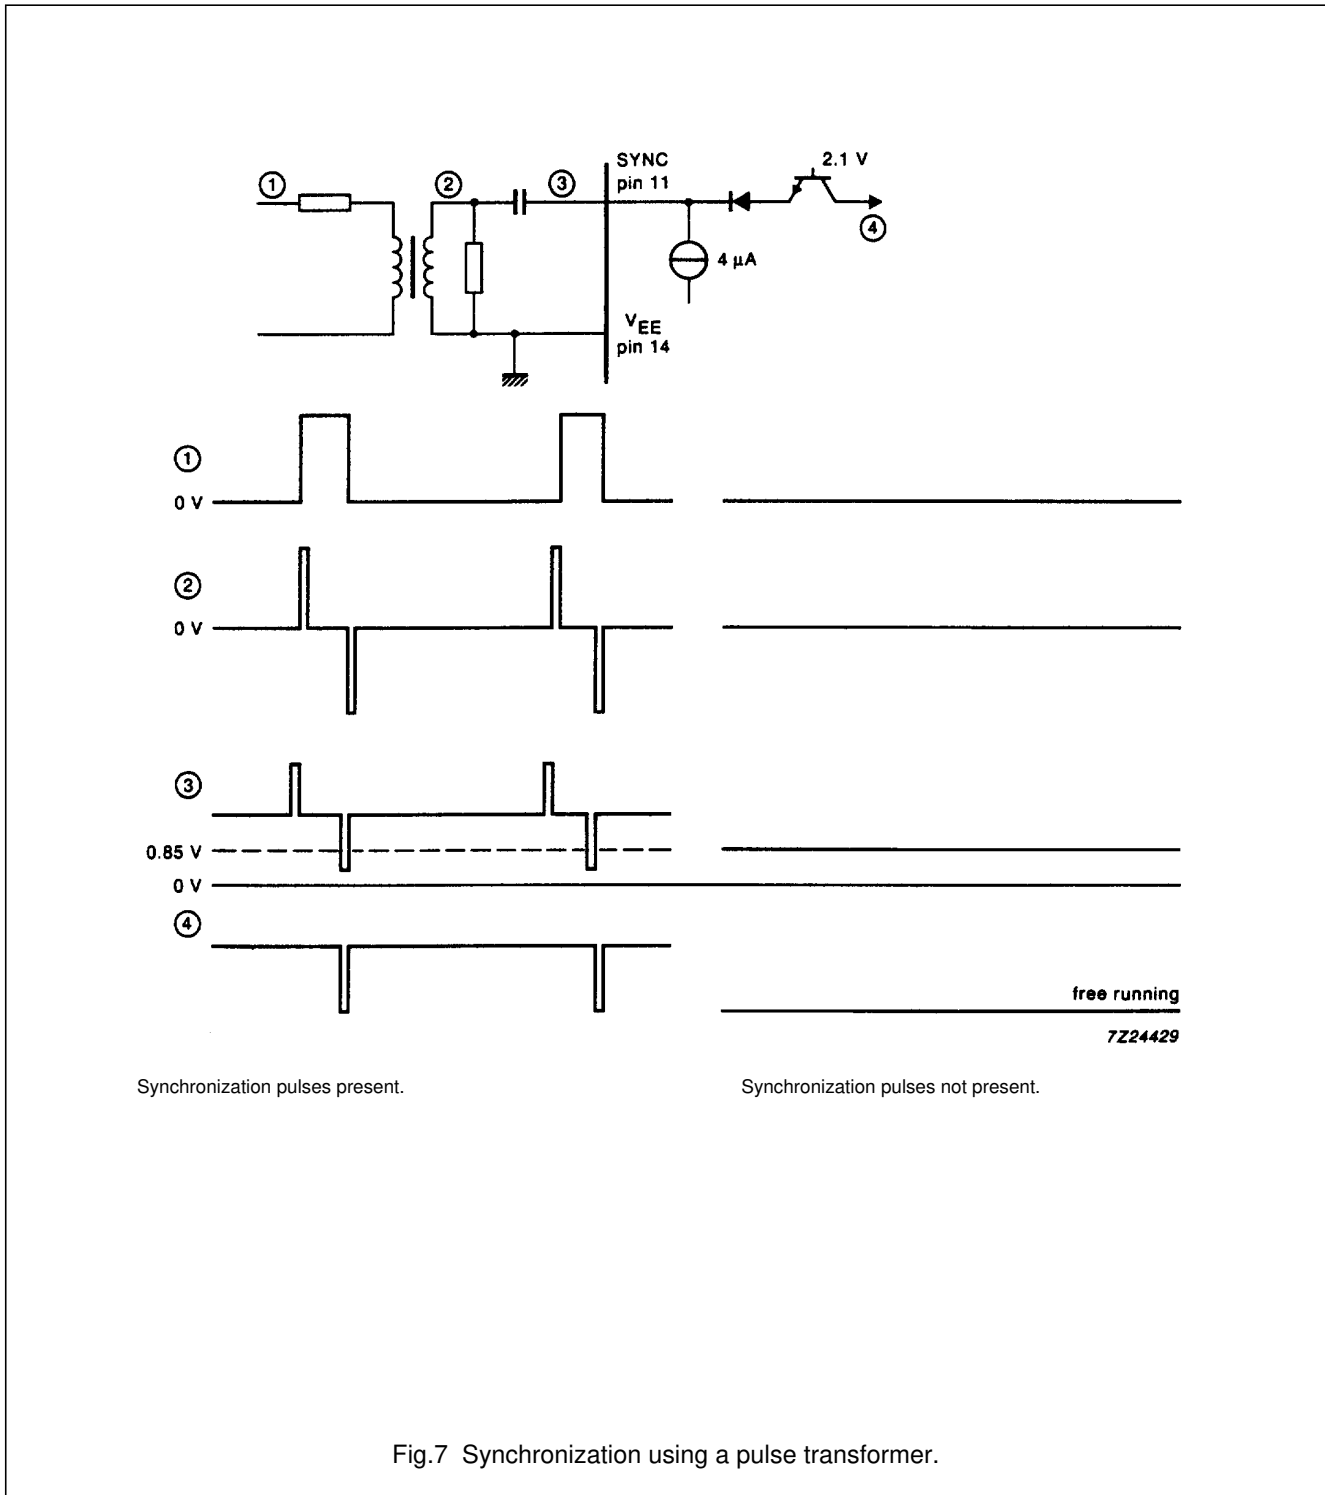 SYNC
pin 11
2.1 V
1
2
3
4
4 µA
VEE
pin 14
1
0 V
2
0 V
3
0.85 V
0 V
4
free running
7Z24429
Synchronization pulses present.
Synchronization pulses not present.
Fig.7 Synchronization using a pulse transformer.